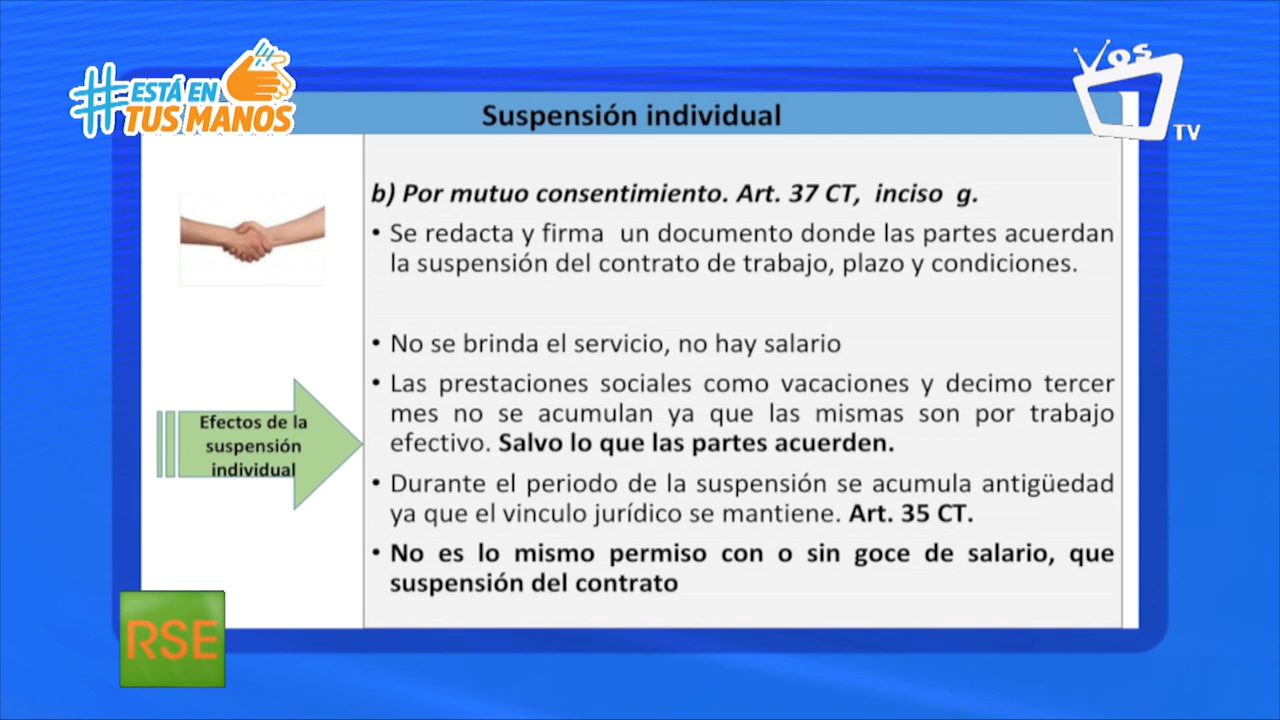 #ESTÁ EN
TUS MANOS
VOS
TV
Suspensión individual
b) Por mutuo consentimiento. Art. 37 CT, inciso g.
• Se redacta y firma un documento donde las partes acuerdan
la suspensión del contrato de trabajo, plazo y condiciones.
• No se brinda el servicio, no hay salario
• Las prestaciones sociales como vacaciones y decimo tercer
mes no se acumulan ya que las mismas son por trabajo
efectivo. Salvo lo que las partes acuerden.
• Durante el periodo de la suspensión se acumula antigüedad
ya que el vinculo jurídico se mantiene. Art. 35 CT.
• No es lo mismo permiso con o sin goce de salario, que
suspensión del contrato
Efectos de la
suspensión
individual
RSE